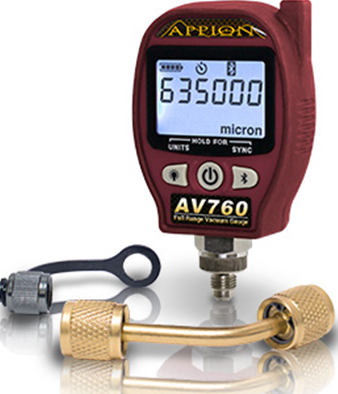 APPION
635000
micron
HOLD FOR
UNITS SYNC
AV760
Full Range Vacuum Gauge